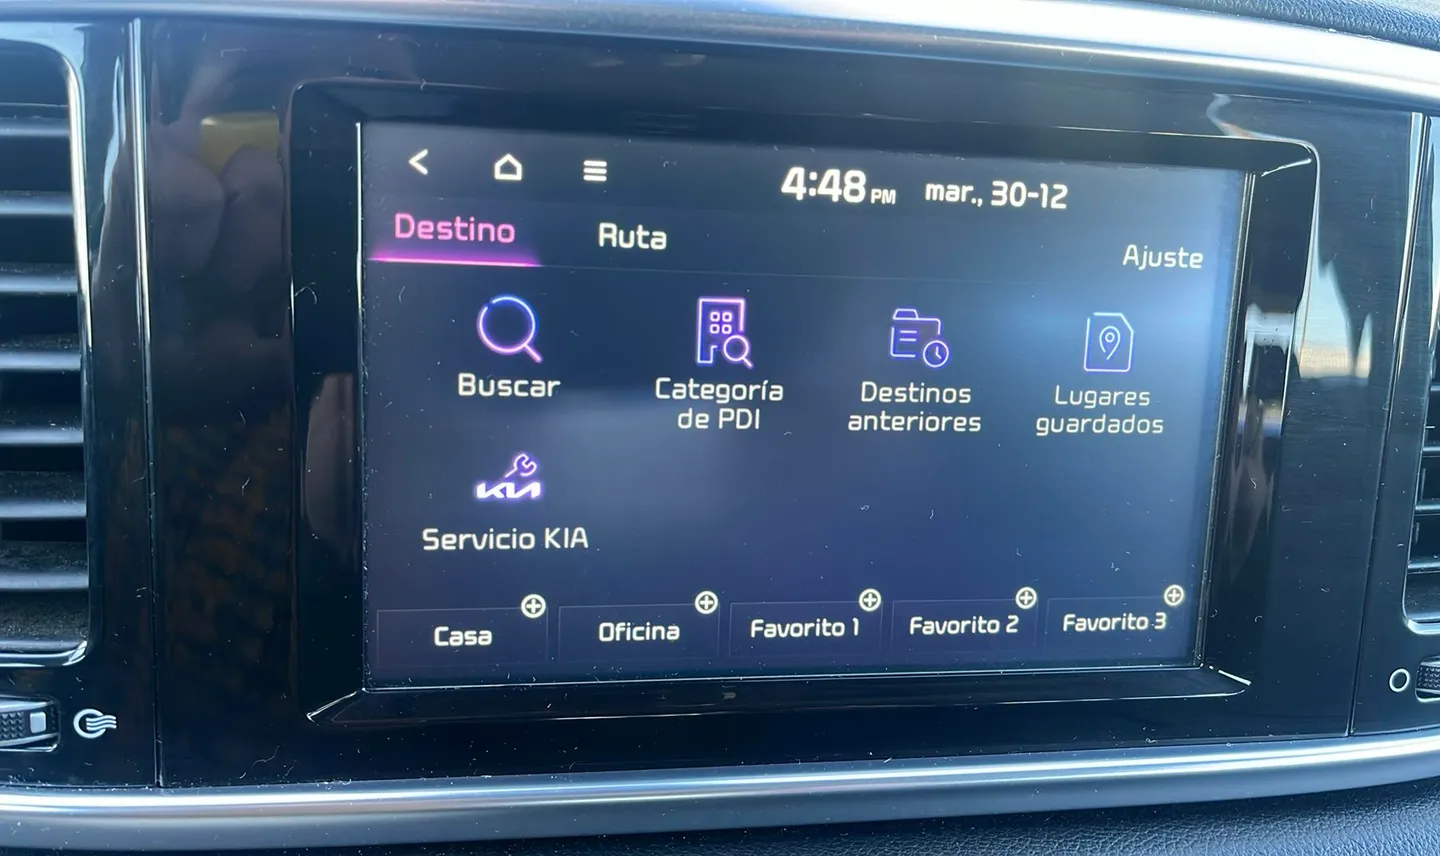 4:48 PM mar., 30-12
Destino Ruta Ajuste
Buscar
Categoría
de PDI
Destinos
anteriores
Lugares
guardados
KIA
Servicio KIA
Casa Oficina Favorito 1 Favorito 2 Favorito 3